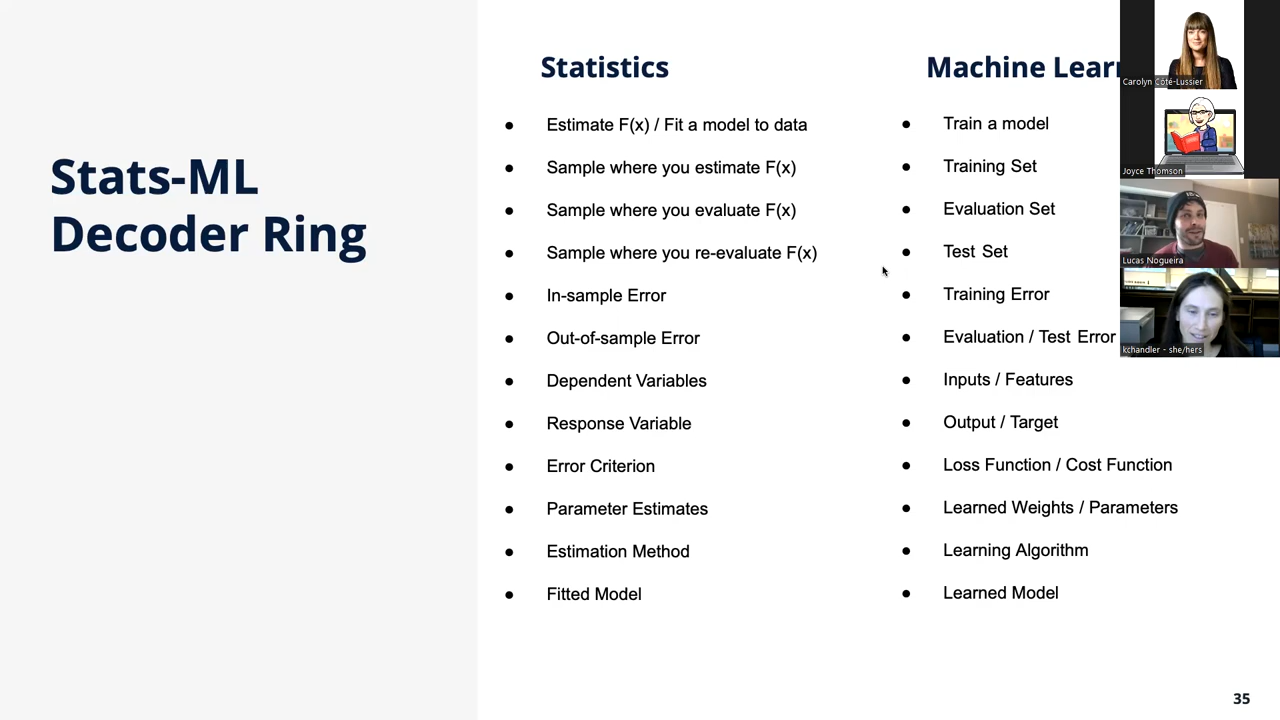 Stats-ML
Decoder Ring
Statistics
Estimate F(x) / Fit a model to data
Sample where you estimate F(x)
Sample where you evaluate F(x)
Sample where you re-evaluate F(x)
In-sample Error
Out-of-sample Error
Dependent Variables
Response Variable
Error Criterion
Parameter Estimates
Estimation Method
Fitted Model
Machine Lear
Train a model
Training Set
Evaluation Set
Test Set
Training Error
Evaluation / Test Error
Inputs / Features
Output / Target
Loss Function / Cost Function
Learned Weights / Parameters
Learning Algorithm
Learned Model
Carolyn Côté-Lussier
Joyce Thomson
Lucas Nogueira
kchandler - she/hers
35